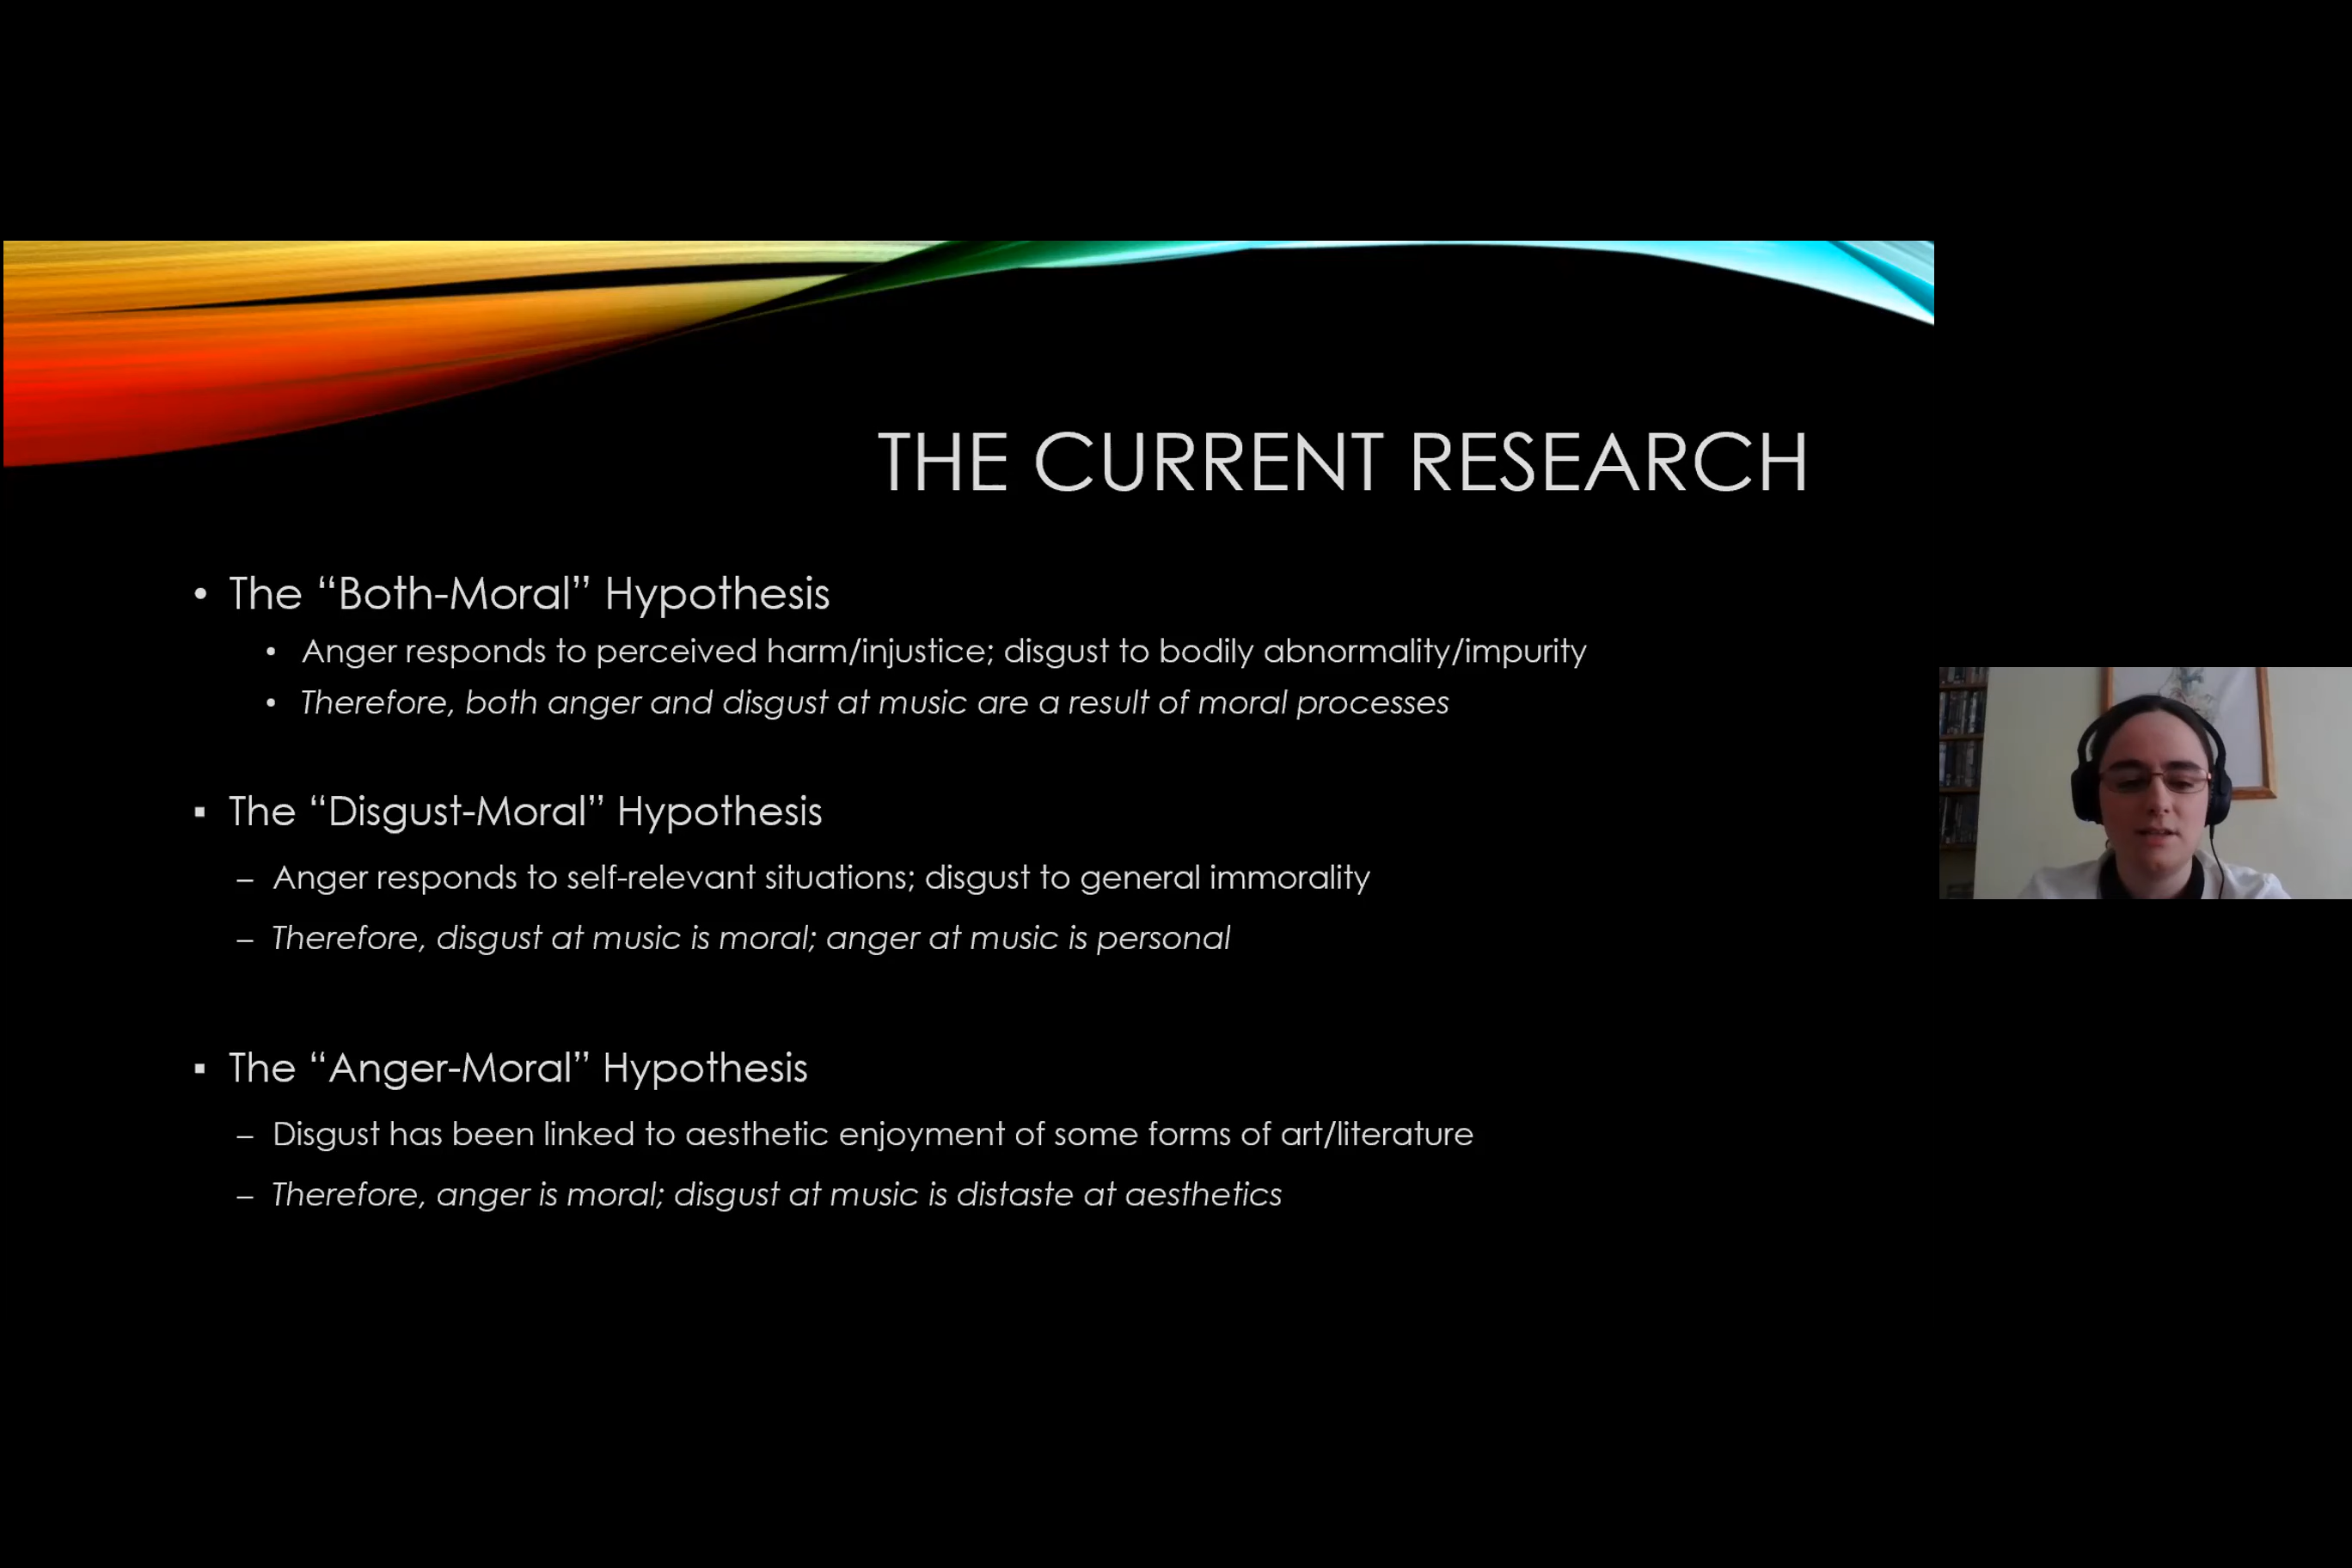 THE CURRENT RESEARCH
• The “Both-Moral” Hypothesis
• Anger responds to perceived harm/injustice; disgust to bodily abnormality/impurity
• Therefore, both anger and disgust at music are a result of moral processes
▪ The “Disgust-Moral” Hypothesis
– Anger responds to self-relevant situations; disgust to general immorality
– Therefore, disgust at music is moral; anger at music is personal
▪ The “Anger-Moral” Hypothesis
– Disgust has been linked to aesthetic enjoyment of some forms of art/literature
– Therefore, anger is moral; disgust at music is distaste at aesthetics